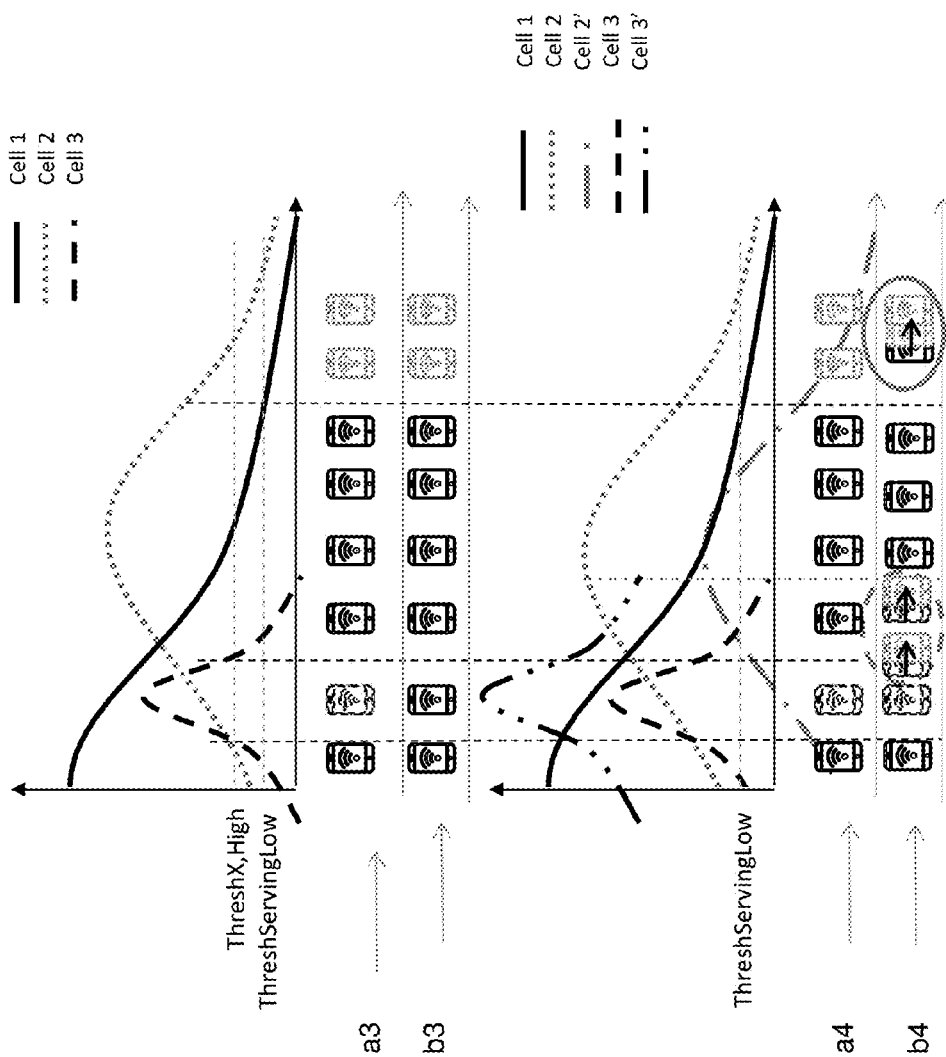 Cell 1
Cell 2
Cell 3
ThreshX,High
ThreshServingLow
a3
b3
Cell 1
Cell 2
Cell 2'
Cell 3
Cell 3'
ThreshServingLow
a4
b4